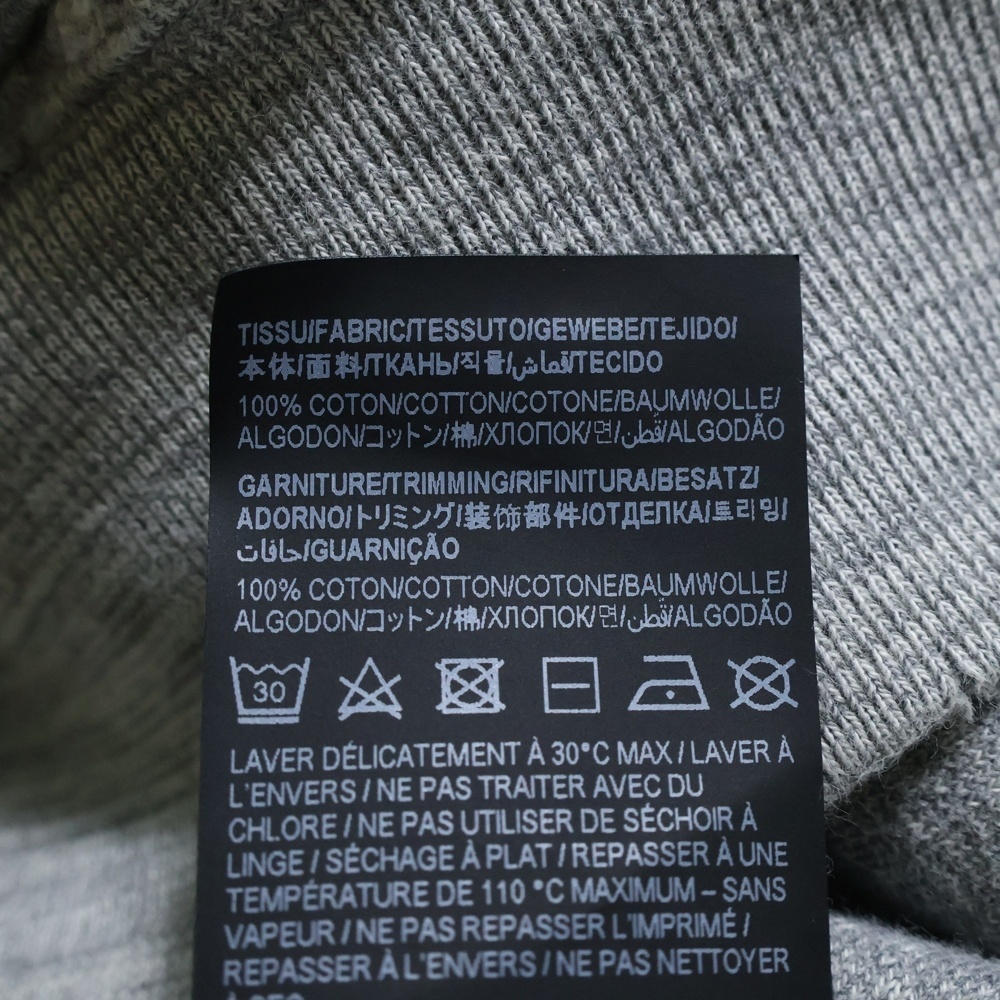 TISSU/FABRIC/TESSUTO/GEWEBE/TEJIDO/
本体/面料/ТКАНЬ/직물/قماش/TECIDO
100% COTON/COTTON/COTONE/BAUMWOLLE/
ALGODON/コットン/棉/ХЛОПОК/면/قطن/ALGODÃO
GARNITURE/TRIMMING/RIFINITURA/BESATZ/
ADORNO/トリミング/装饰部件/ОТДЕЛКА/트리밍/
حافات/GUARNIÇÃO
100% COTON/COTTON/COTONE/BAUMWOLLE/
ALGODON/コットン/棉/ХЛОПОК/면/قطن/ALGODÃO
30
LAVER DÉLICATEMENT À 30°C MAX / LAVER À
L'ENVERS / NE PAS TRAITER AVEC DU
CHLORE / NE PAS UTILISER DE SÉCHOIR À
LINGE / SÉCHAGE À PLAT / REPASSER À UNE
TEMPÉRATURE DE 110 °C MAXIMUM – SANS
VAPEUR / NE PAS REPASSER L'IMPRIMÉ /
REPASSER À L'ENVERS / NE PAS NETTOYER
À SEC